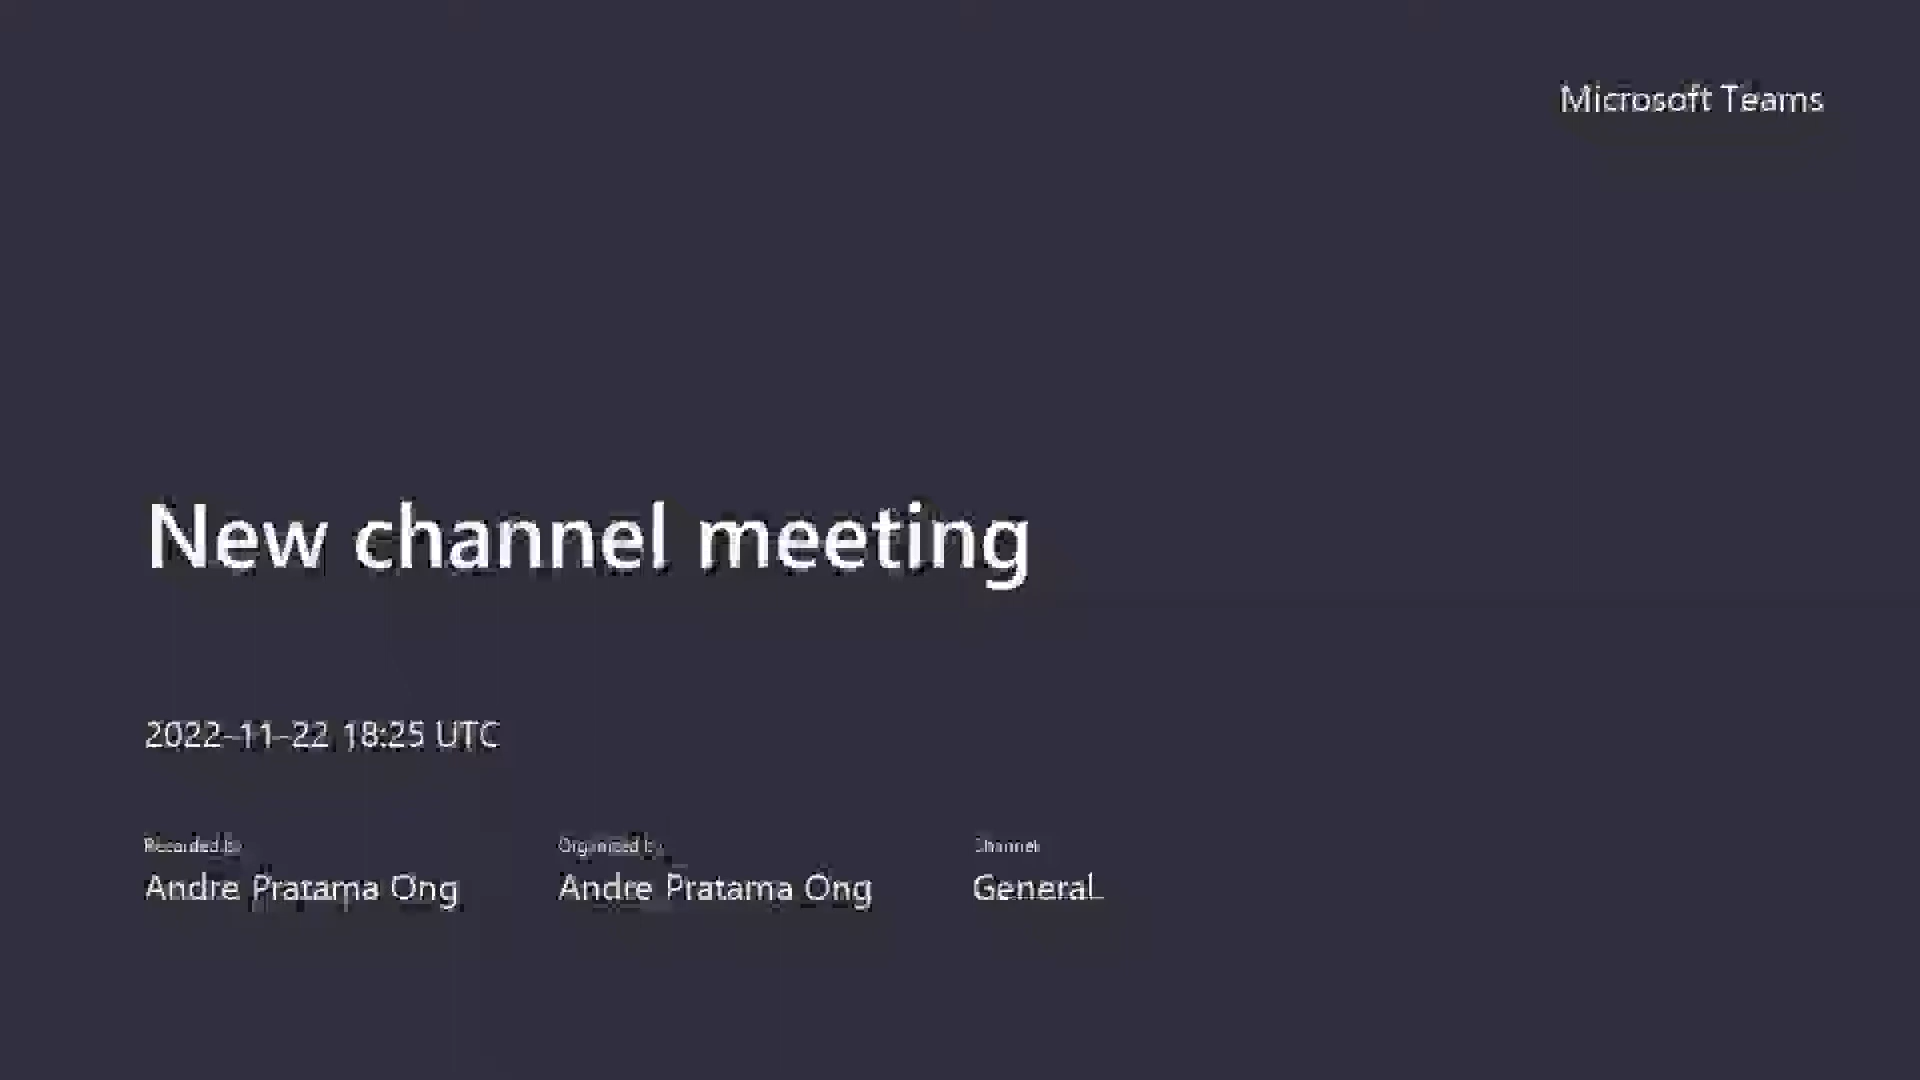 Microsoft Teams
New channel meeting
2022-11-22 18:25 UTC
Recorded by Organized by Channel
Andre Pratama Ong Andre Pratama Ong General